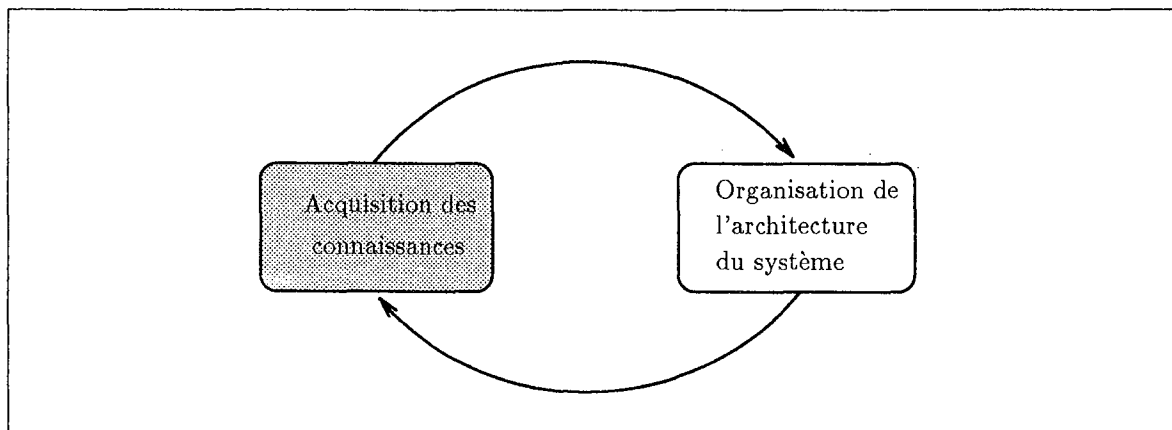 Acquisition des
connaissances
Organisation de
l'architecture
du système